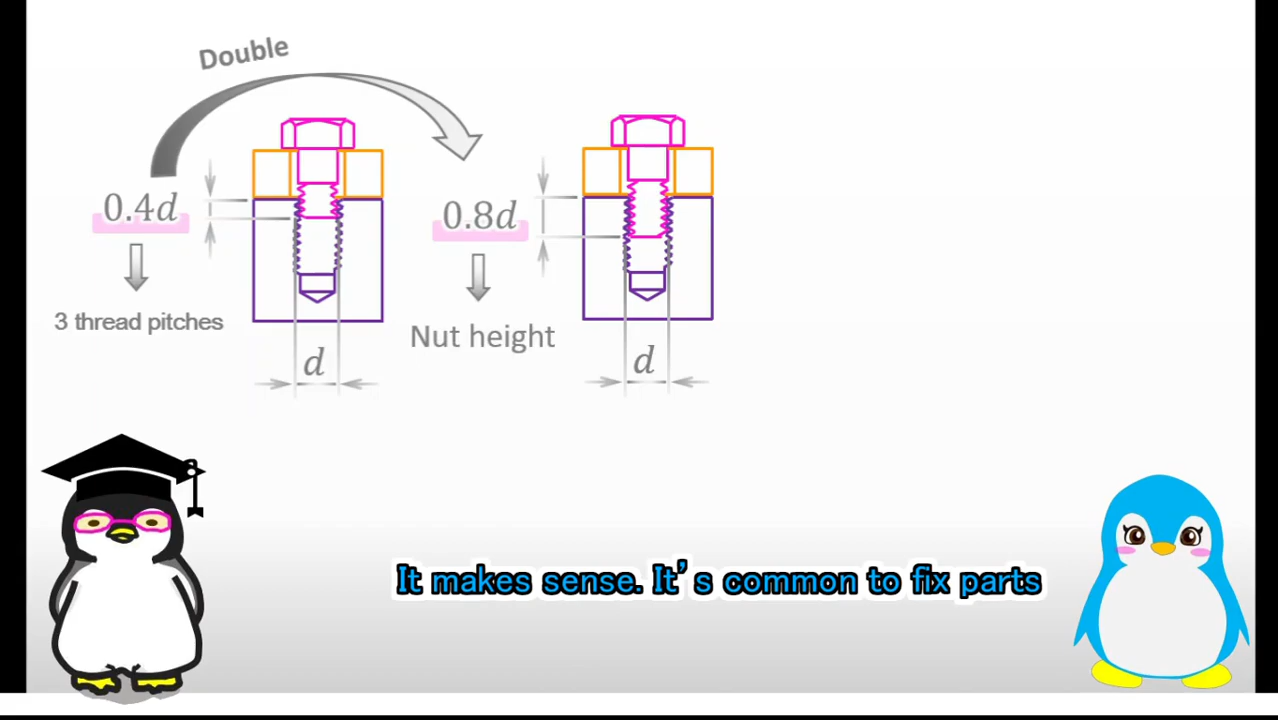 Double
0.4d
0.8d
3 thread pitches
Nut height
d
d
It makes sense. It's common to fix parts